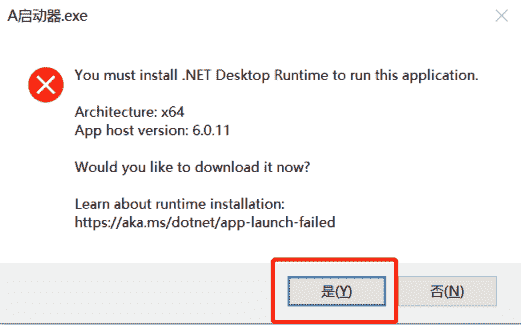 A启动器.exe
You must install .NET Desktop Runtime to run this application.
Architecture: x64
App host version: 6.0.11
Would you like to download it now?
Learn about runtime installation:
https://aka.ms/dotnet/app-launch-failed
是(Y)
否(N)